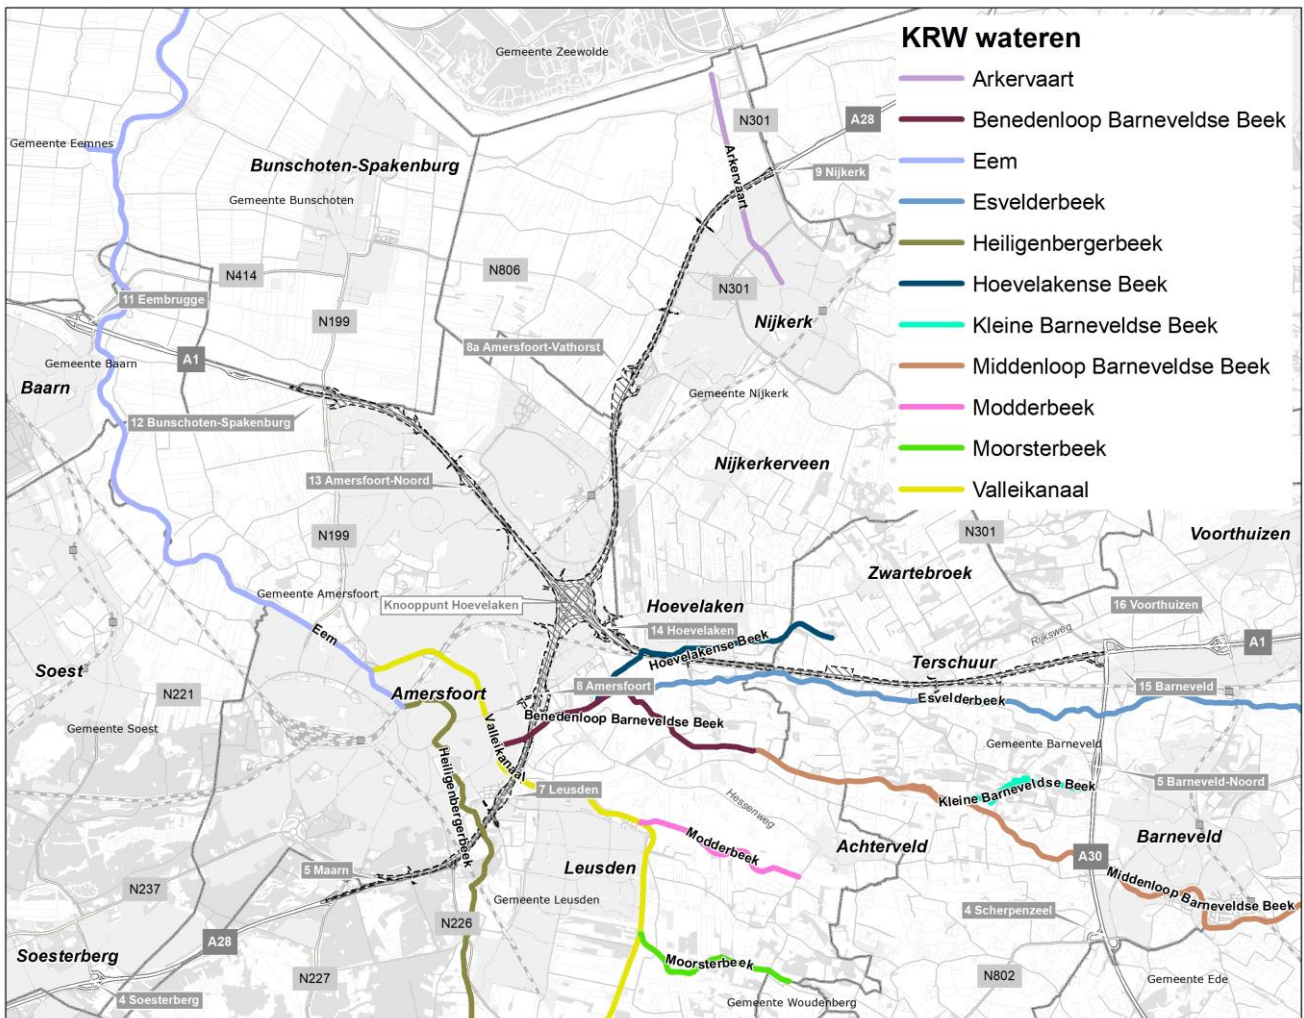 KRW wateren
Arkervaart
Benedenloop Barneveldse Beek
Eem
Esvelderbeek
Heiligenbergerbeek
Hoevelakense Beek
Kleine Barneveldse Beek
Middenloop Barneveldse Beek
Modderbeek
Moorsterbeek
Valleikanaal
Gemeente Zeewolde
N301
A28
Gemeente Eemnes
Bunschoten-Spakenburg
Arkervaart
9 Nijkerk
Gemeente Bunschoten
N414
N806
N301
11 Eembrugge
N199
Nijkerk
8a Amersfoort-Vathorst
A1
Gemeente Baarn
Baarn
Gemeente Nijkerk
12 Bunschoten-Spakenburg
Nijkerkerveen
13 Amersfoort-Noord
N199
N301
Voorthuizen
Zwartebroek
Gemeente Amersfoort
Knooppunt Hoevelaken
Hoevelaken
16 Voorthuizen
Eem
14 Hoevelaken
Rijksweg
A1
Hoevelakense Beek
Terschuur
Soest
N221
Amersfoort
8 Amersfoort
15 Barneveld
Esvelderbeek
Gemeente Soest
Benedenloop Barneveldse Beek
Valleikanaal
Gemeente Barneveld
Heiligenbergerbeek
7 Leusden
5 Barneveld-Noord
Kleine Barneveldse Beek
Hessenweg
Modderbeek
Achterveld
Barneveld
A30
5 Maarn
Leusden
Middenloop Barneveldse Beek
N237
Gemeente Leusden
4 Scherpenzeel
N226
A28
Soesterberg
Moorsterbeek
N227
N802
Gemeente Ede
4 Soesterberg
Gemeente Woudenberg